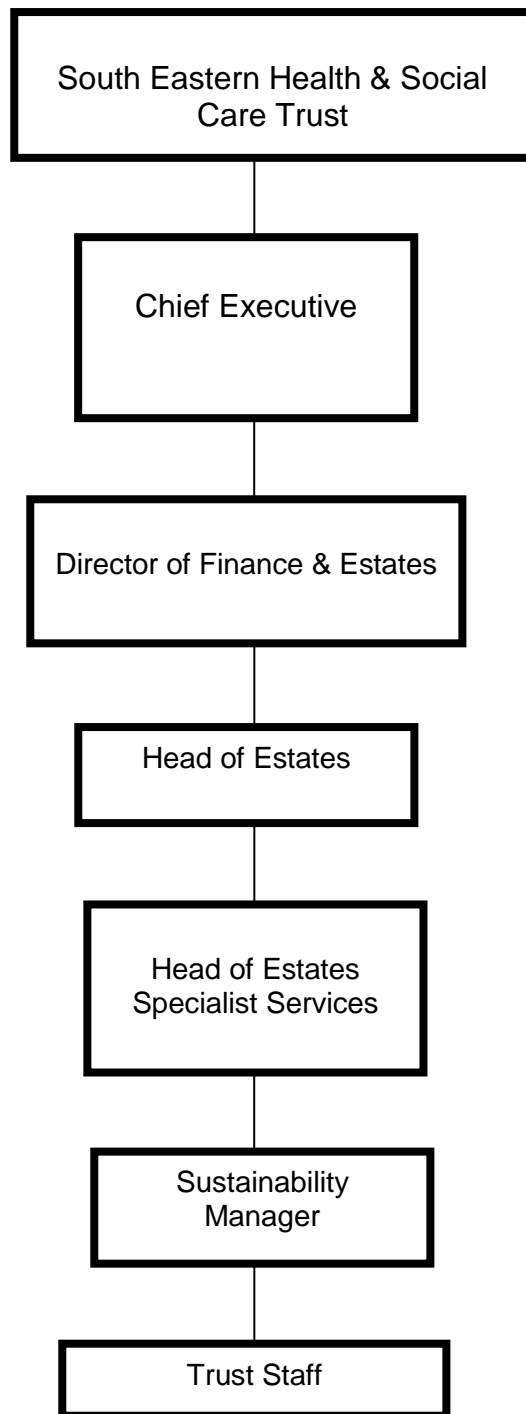 South Eastern Health & Social
Care Trust
Chief Executive
Director of Finance & Estates
Head of Estates
Head of Estates
Specialist Services
Sustainability
Manager
Trust Staff